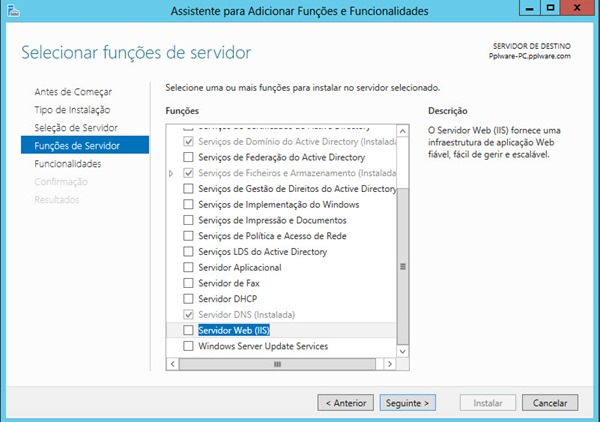 Assistente para Adicionar Funções e Funcionalidades
Selecionar funções de servidor
SERVIDOR DE DESTINO
Pplware-PC.pplware.com
Antes de Começar
Tipo de Instalação
Seleção de Servidor
Funções de Servidor
Funcionalidades
Confirmação
Resultados
Selecione uma ou mais funções para instalar no servidor selecionado.
Funções
Serviços de Certificados do Active Directory
Serviços de Domínio do Active Directory (Instalada
Serviços de Federação do Active Directory
Serviços de Ficheiros e Armazenamento (Instalada
Serviços de Gestão de Direitos do Active Directory
Serviços de Implementação do Windows
Serviços de Impressão e Documentos
Serviços de Política e Acesso de Rede
Serviços LDS do Active Directory
Servidor Aplicacional
Servidor de Fax
Servidor DHCP
Servidor DNS (Instalada)
Servidor Web (IIS)
Windows Server Update Services
Descrição
O Servidor Web (IIS) fornece uma
infraestrutura de aplicação Web
fiável, fácil de gerir e escalável.
< Anterior
Seguinte >
Instalar
Cancelar